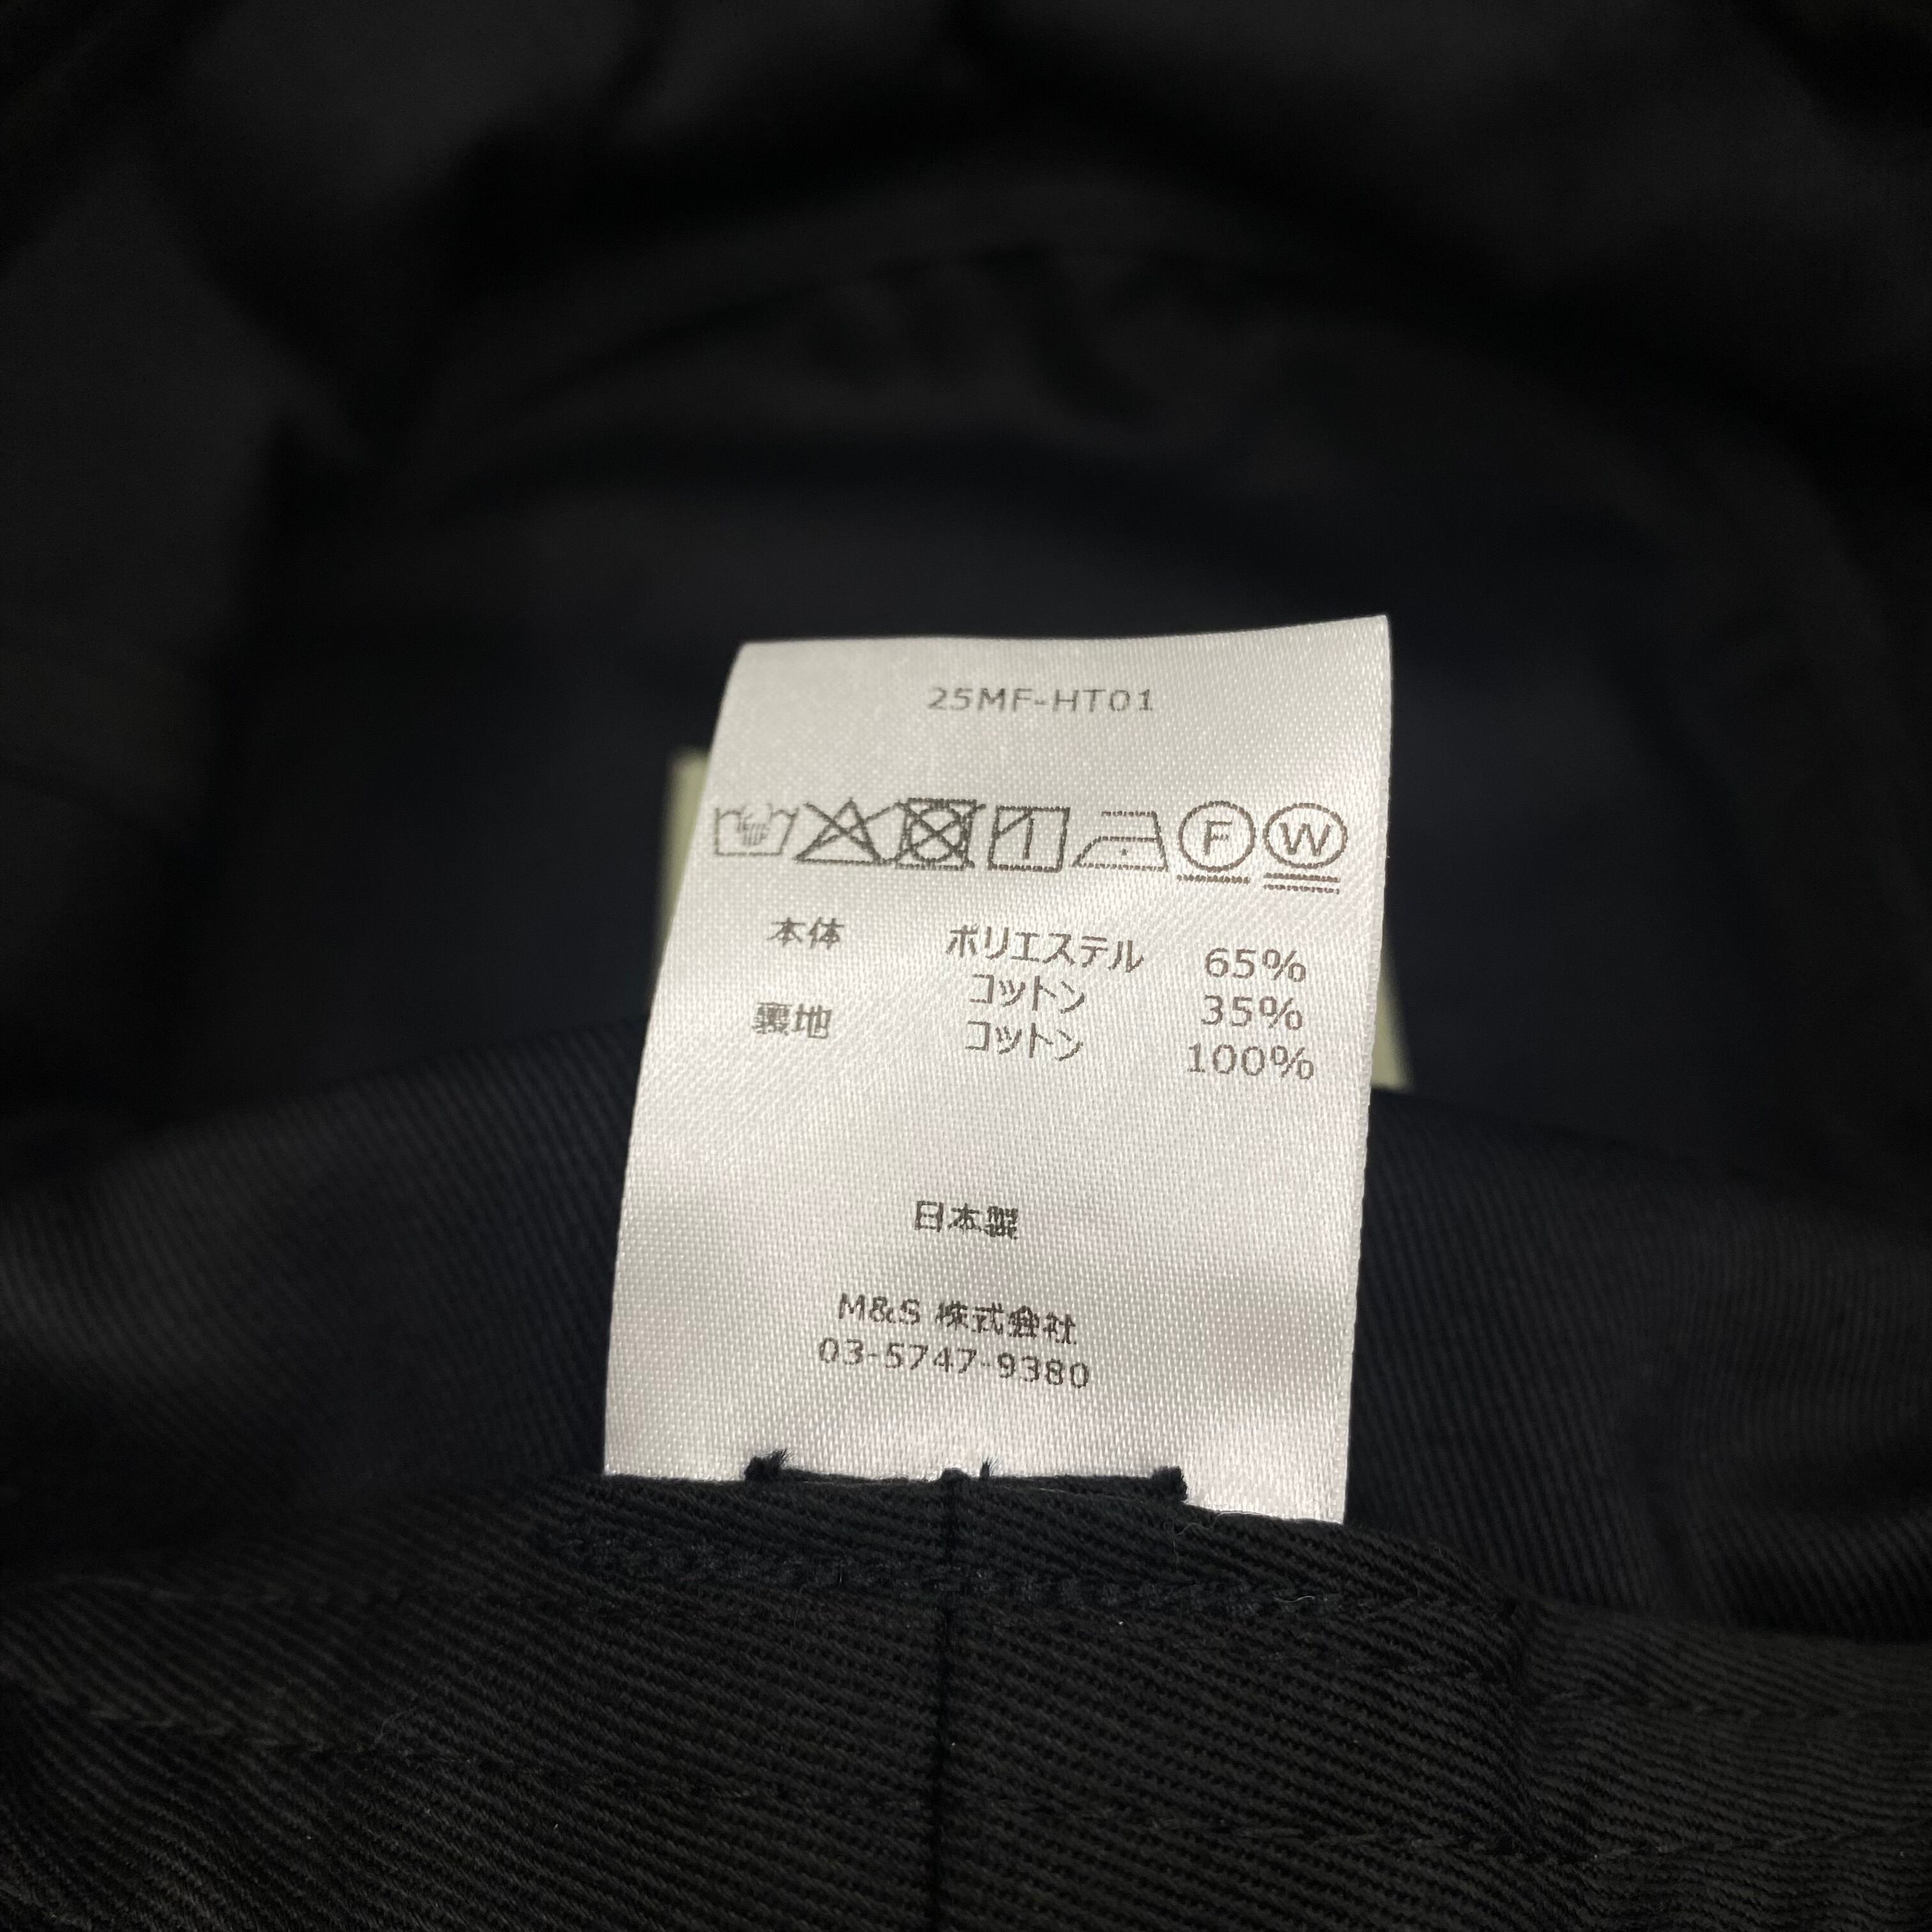 25MF-HT01
F W
本体 ポリエステル 65%
コットン 35%
裏地 コットン 100%
日本製
M&S 株式会社
03-5747-9380